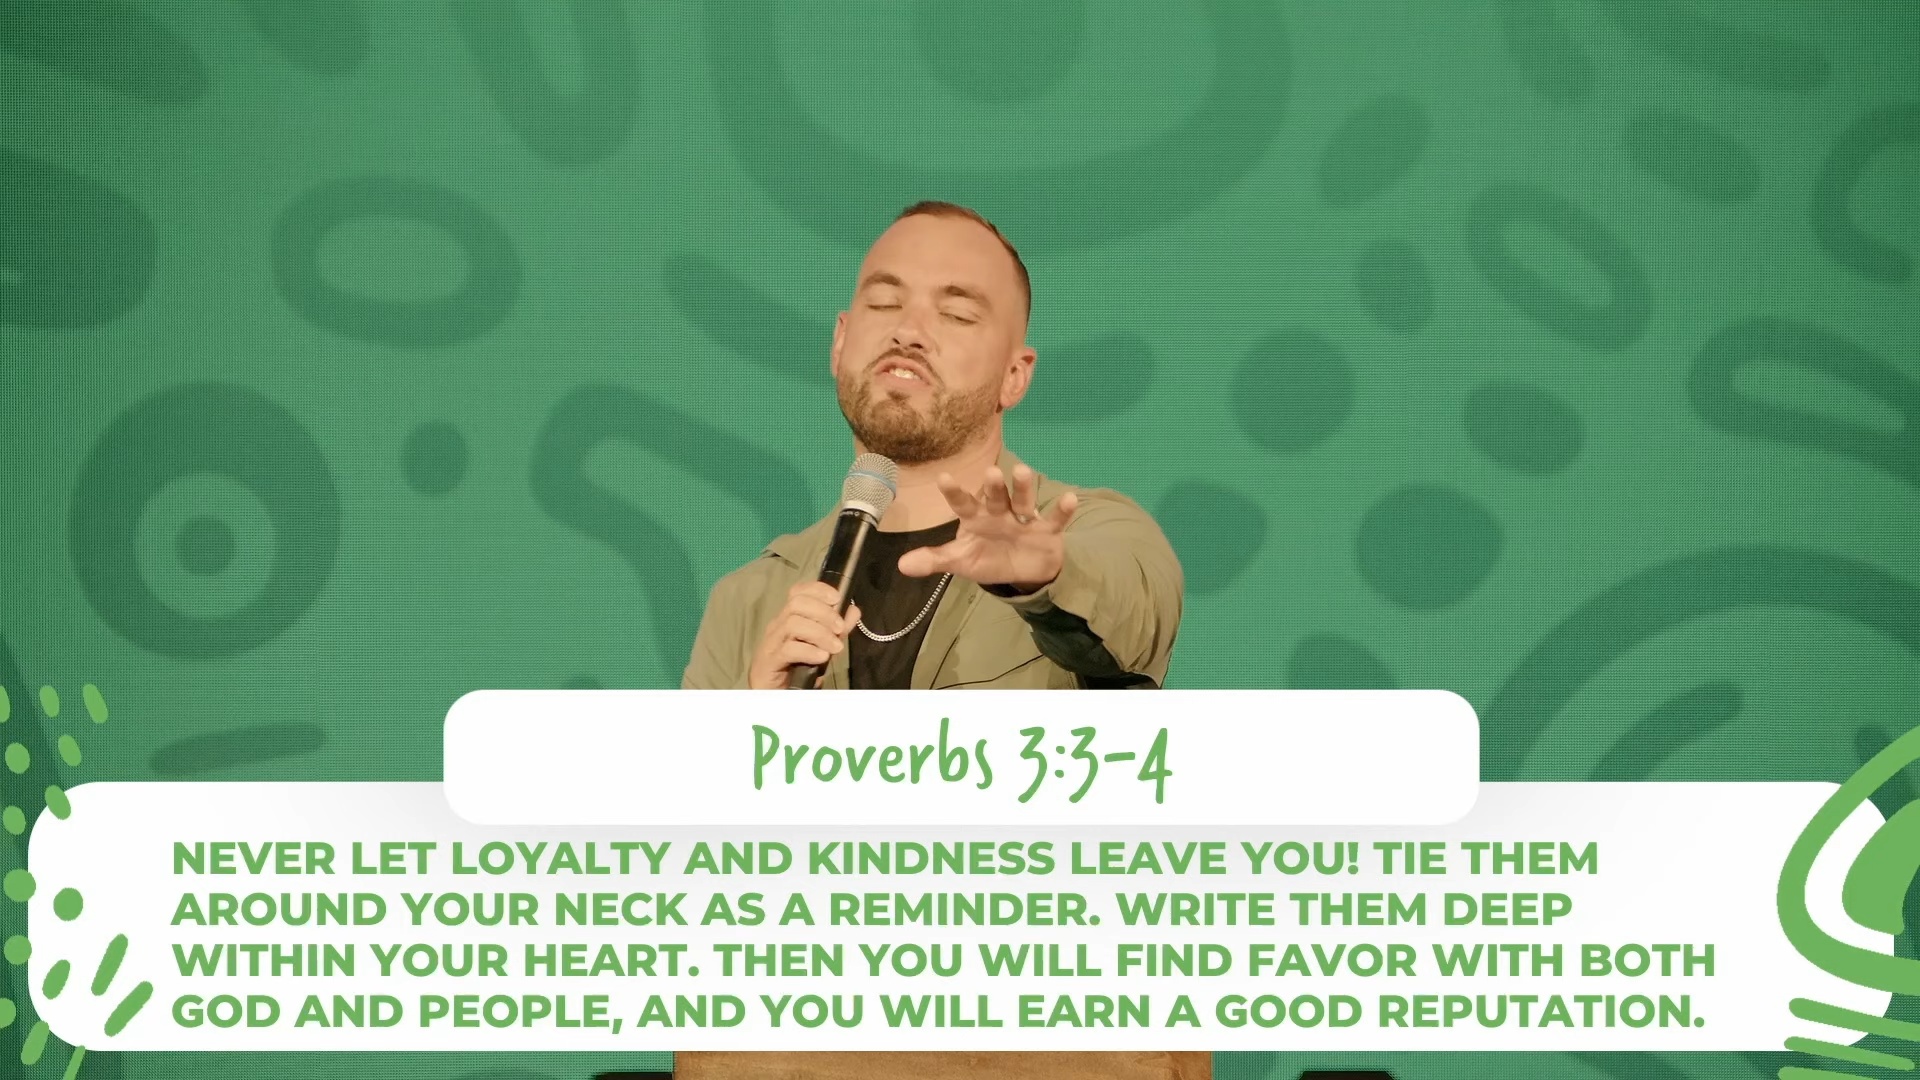 Proverbs 3:3-4
NEVER LET LOYALTY AND KINDNESS LEAVE YOU! TIE THEM
AROUND YOUR NECK AS A REMINDER. WRITE THEM DEEP
WITHIN YOUR HEART. THEN YOU WILL FIND FAVOR WITH BOTH
GOD AND PEOPLE, AND YOU WILL EARN A GOOD REPUTATION.